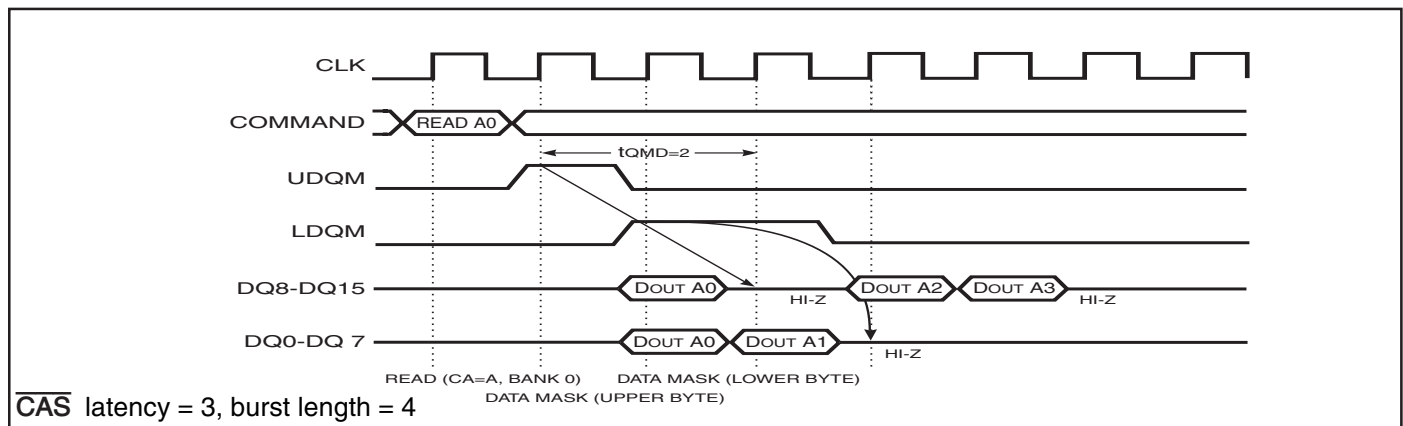 CLK
COMMAND READ A0
tQMD=2
UDQM
LDQM
DQ8-DQ15 DOUT A0 HI-Z DOUT A2 DOUT A3 HI-Z
DQ0-DQ 7 DOUT A0 DOUT A1 HI-Z
READ (CA=A, BANK 0) DATA MASK (LOWER BYTE)
DATA MASK (UPPER BYTE)
CAS latency = 3, burst length = 4